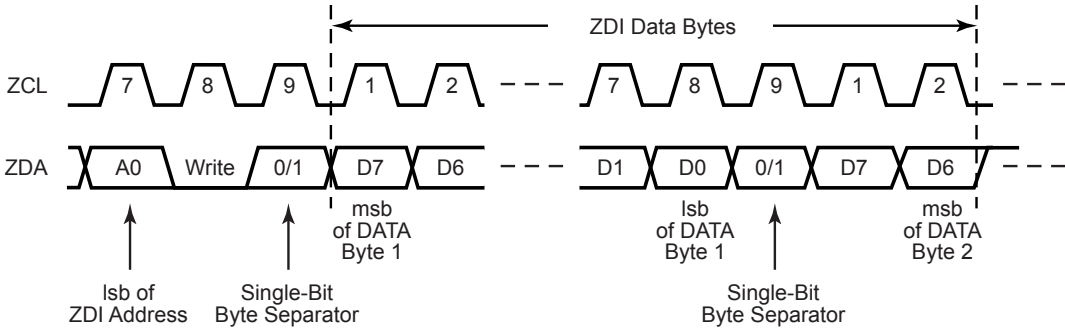 ZDI Data Bytes
ZCL 7 8 9 1 2 7 8 9 1 2
ZDA A0 Write 0/1 D7 D6 D1 D0 0/1 D7 D6
msb
of DATA
Byte 1
lsb
of DATA
Byte 1
msb
of DATA
Byte 2
lsb of
ZDI Address
Single-Bit
Byte Separator
Single-Bit
Byte Separator